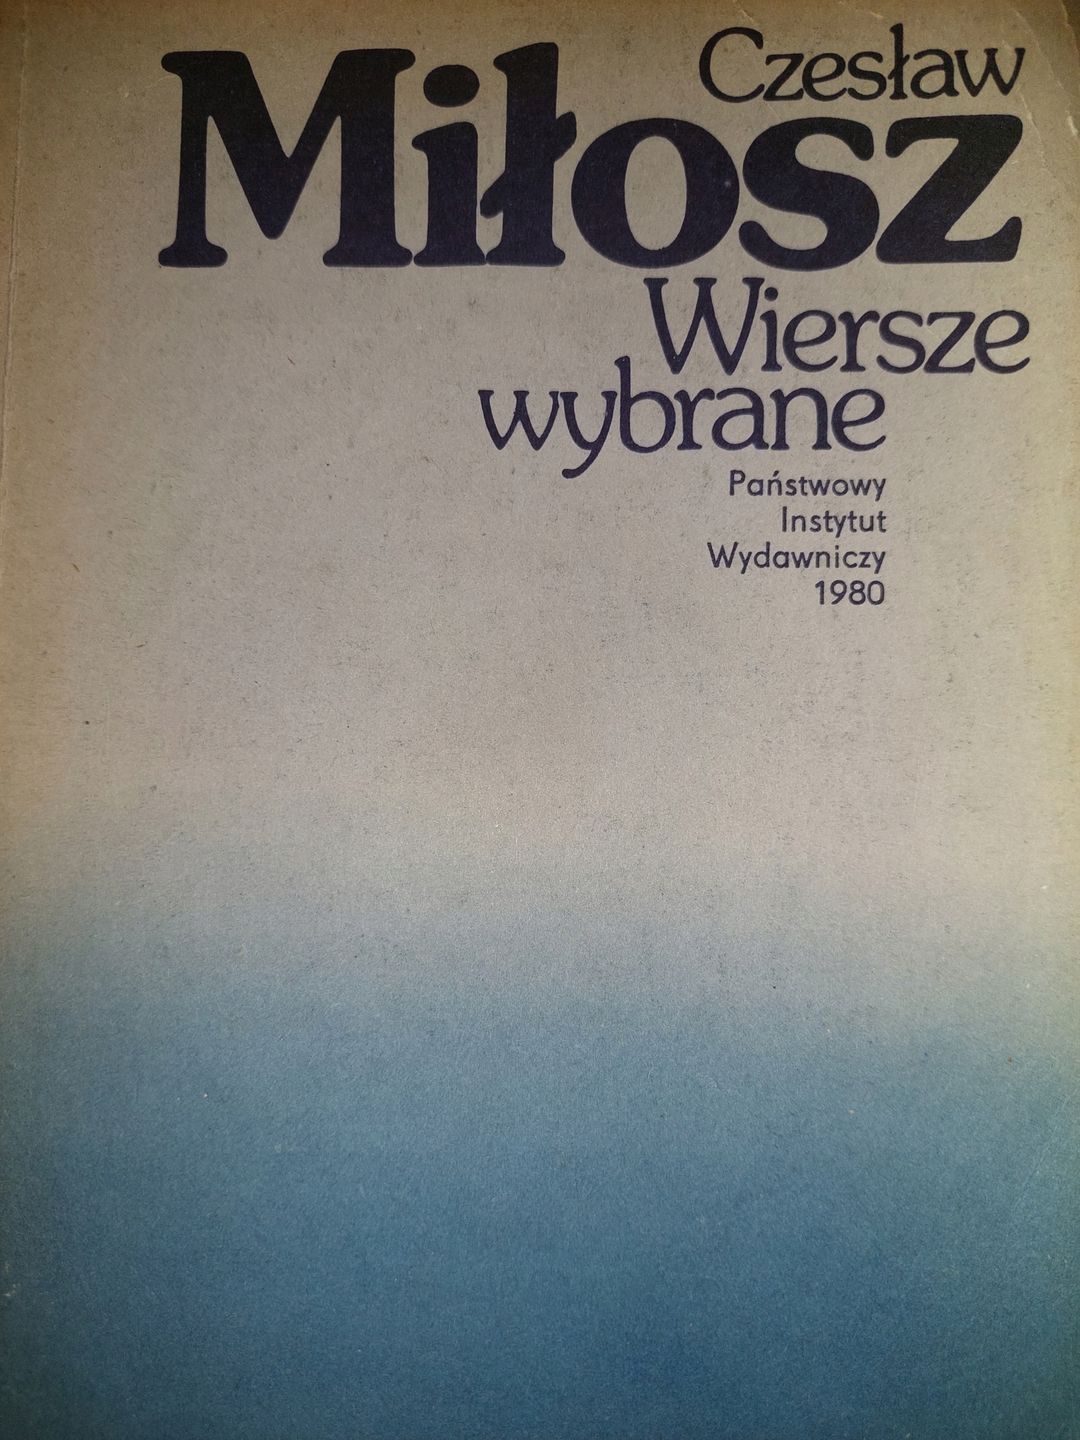 Czesław
Miłosz
Wiersze
wybrane
Państwowy
Instytut
Wydawniczy
1980